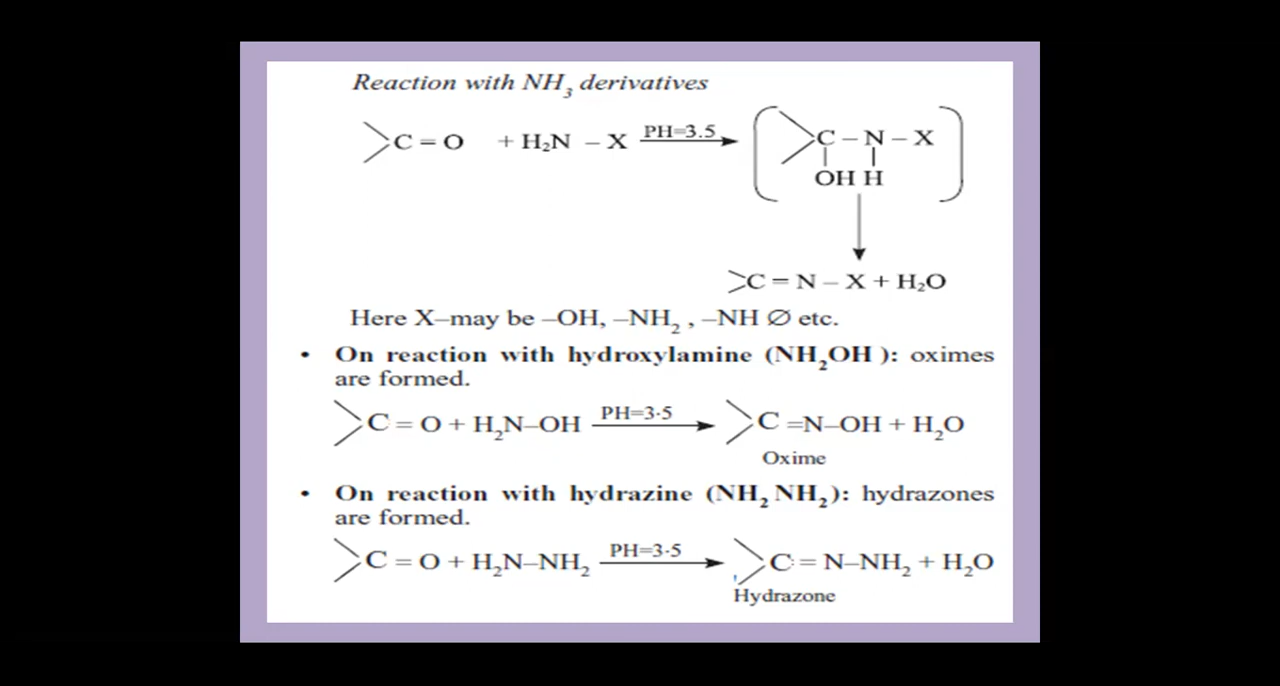 Reaction with NH₃ derivatives
C = O + H₂N – X PH=3.5 C – N – X
OH H
C = N – X + H₂O
Here X–may be –OH, –NH₂ , –NH Ø etc.
• On reaction with hydroxylamine (NH₂OH ): oximes
are formed.
C = O + H₂N–OH PH=3·5 C =N–OH + H₂O
Oxime
• On reaction with hydrazine (NH₂ NH₂): hydrazones
are formed.
C = O + H₂N–NH₂ PH=3·5 C = N–NH₂ + H₂O
Hydrazone